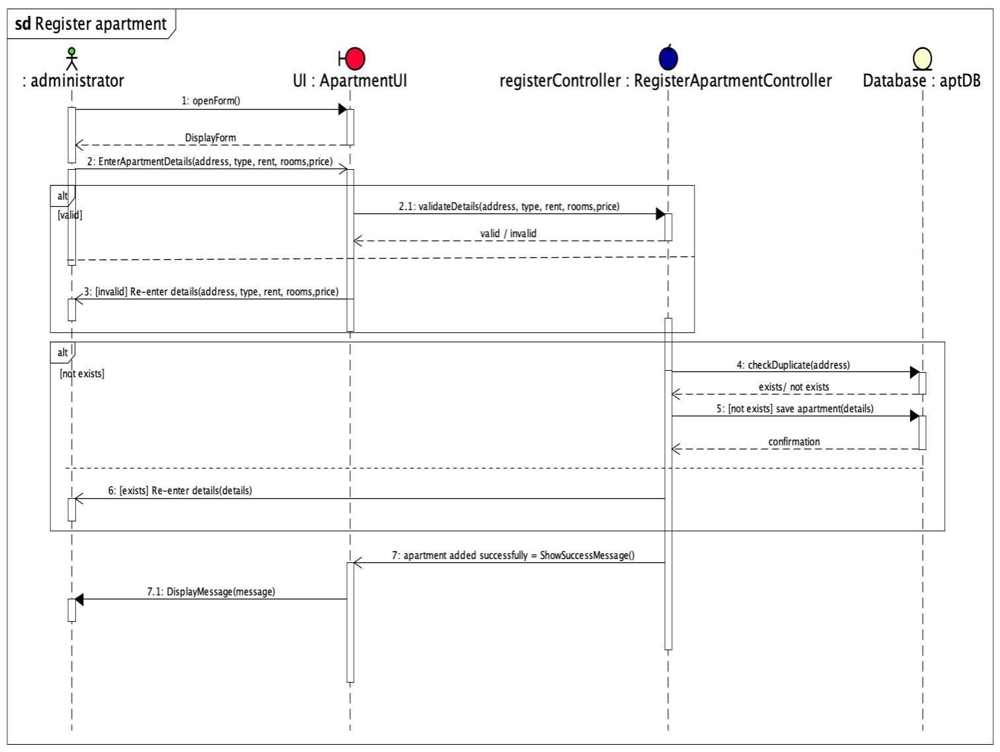 sd Register apartment
: administrator
UI : ApartmentUI
registerController : RegisterApartmentController
Database : aptDB
1: openForm()
DisplayForm
2: EnterApartmentDetails(address, type, rent, rooms,price)
alt
[valid]
2.1: validateDetails(address, type, rent, rooms,price)
valid / invalid
3: [invalid] Re-enter details(address, type, rent, rooms,price)
alt
[not exists]
4: checkDuplicate(address)
exists/ not exists
5: [not exists] save apartment(details)
confirmation
6: [exists] Re-enter details(details)
7: apartment added successfully = ShowSuccessMessage()
7.1: DisplayMessage(message)